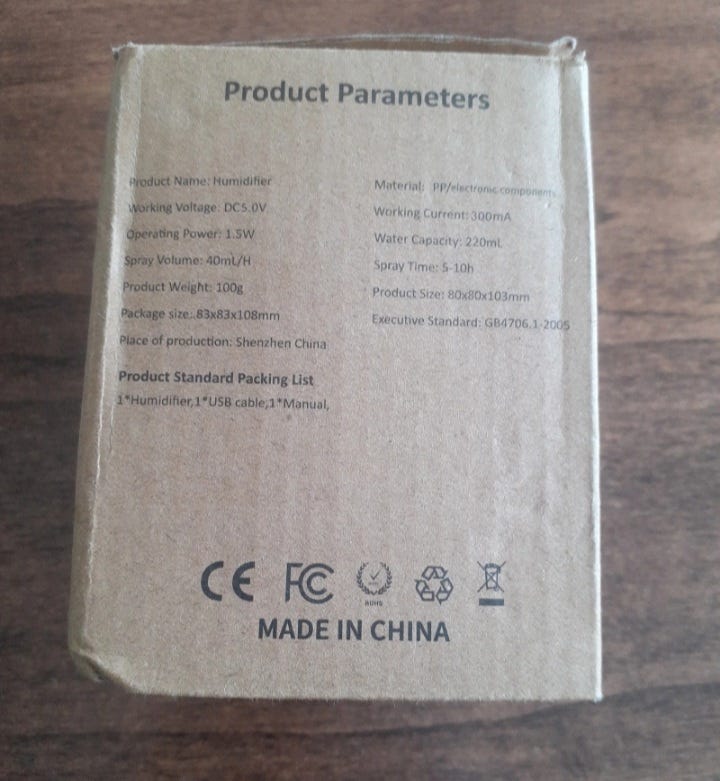 Product Parameters
Product Name: Humidifier
Working Voltage: DC5.0V
Operating Power: 1.5W
Spray Volume: 40mL/H
Product Weight: 100g
Package size: 83x83x108mm
Place of production: Shenzhen China
Material: PP/electronic components
Working Current: 300mA
Water Capacity: 220mL
Spray Time: 5-10h
Product Size: 80x80x103mm
Executive Standard: GB4706.1-2005
Product Standard Packing List
1*Humidifier,1*USB cable,1*Manual,
CE FC ROHS
MADE IN CHINA